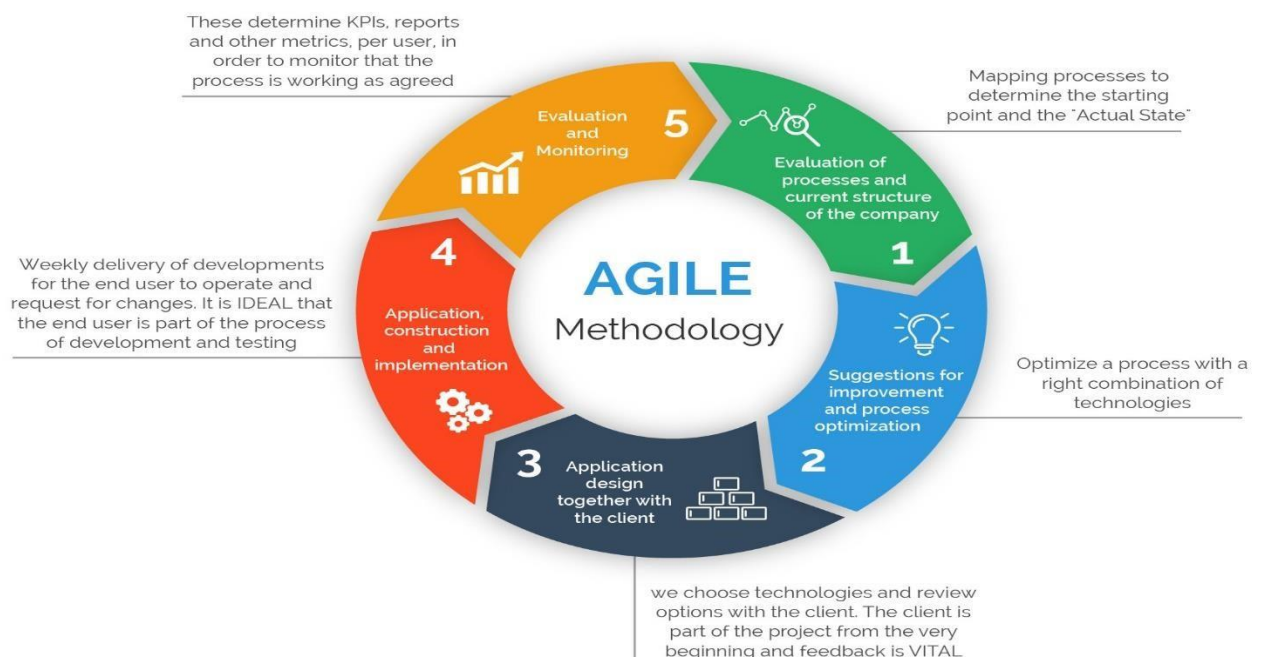 These determine KPIs, reports
and other metrics, per user, in
order to monitor that the
process is working as agreed
Evaluation
and
Monitoring
5
Mapping processes to
determine the starting
point and the "Actual State"
Evaluation of
processes and
current structure
of the company
1
AGILE
Methodology
Weekly delivery of developments
for the end user to operate and
request for changes. It is IDEAL that
the end user is part of the process
of development and testing
4
Application,
construction
and
implementation
Optimize a process with a
right combination of
technologies
Suggestions for
improvement
and process
optimization
2
3
Application
design
together with
the client
we choose technologies and review
options with the client. The client is
part of the project from the very
beginning and feedback is VITAL